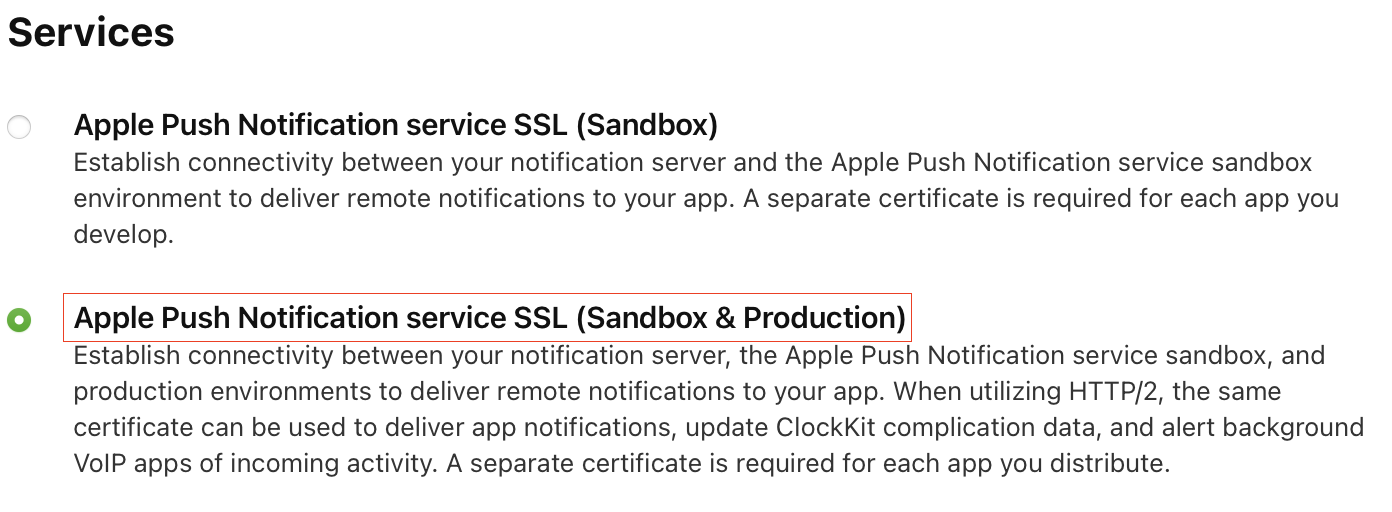 Services
Apple Push Notification service SSL (Sandbox)
Establish connectivity between your notification server and the Apple Push Notification service sandbox
environment to deliver remote notifications to your app. A separate certificate is required for each app you
develop.
Apple Push Notification service SSL (Sandbox & Production)
Establish connectivity between your notification server, the Apple Push Notification service sandbox, and
production environments to deliver remote notifications to your app. When utilizing HTTP/2, the same
certificate can be used to deliver app notifications, update ClockKit complication data, and alert background
VoIP apps of incoming activity. A separate certificate is required for each app you distribute.